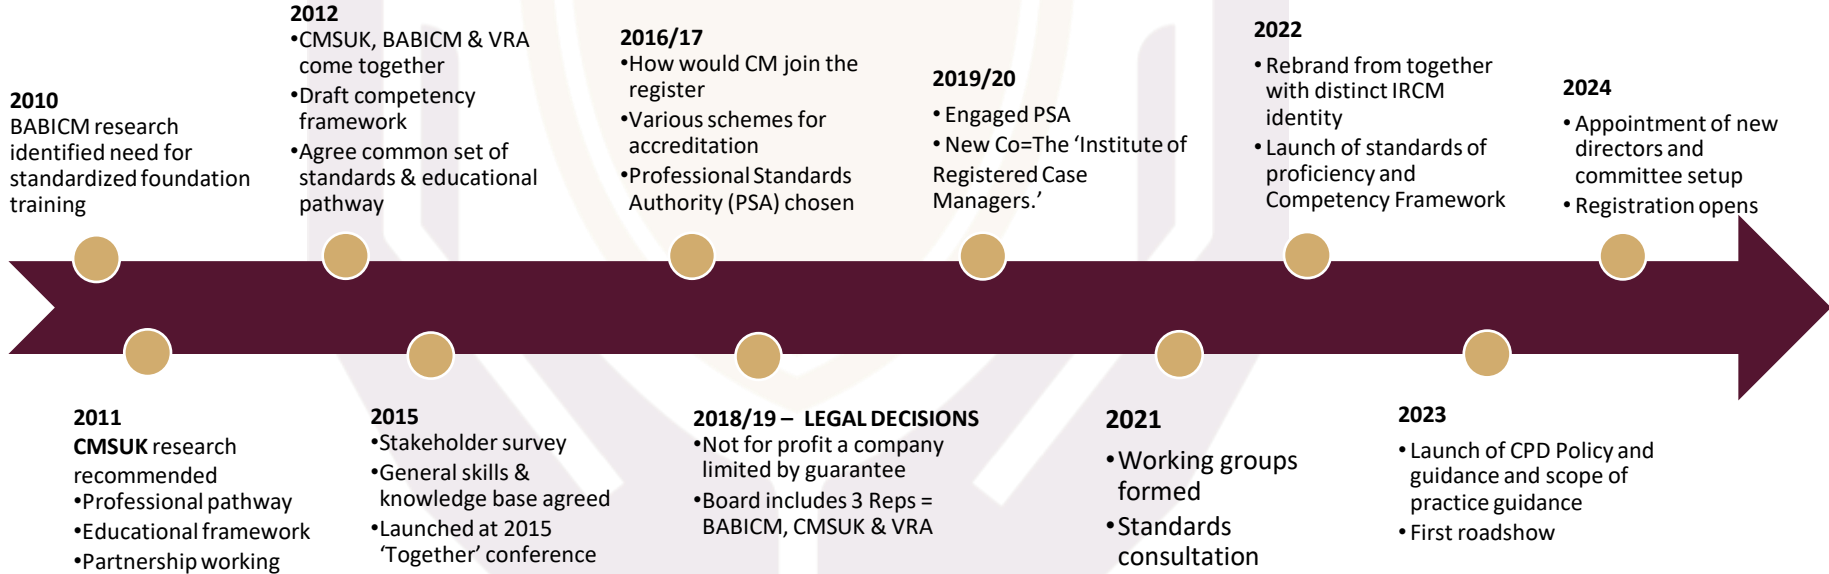 2010
BABICM research
identified need for
standardized foundation
training
2012
•CMSUK, BABICM & VRA
come together
•Draft competency
framework
•Agree common set of
standards & educational
pathway
2016/17
•How would CM join the
register
•Various schemes for
accreditation
•Professional Standards
Authority (PSA) chosen
2019/20
• Engaged PSA
• New Co=The ‘Institute of
Registered Case
Managers.’
2022
• Rebrand from together
with distinct IRCM
identity
• Launch of standards of
proficiency and
Competency Framework
2024
• Appointment of new
directors and
committee setup
• Registration opens
2011
CMSUK research
recommended
•Professional pathway
•Educational framework
•Partnership working
2015
•Stakeholder survey
•General skills &
knowledge base agreed
•Launched at 2015
‘Together’ conference
2018/19 – LEGAL DECISIONS
•Not for profit a company
limited by guarantee
•Board includes 3 Reps =
BABICM, CMSUK & VRA
2021
•Working groups
formed
•Standards
consultation
2023
• Launch of CPD Policy and
guidance and scope of
practice guidance
• First roadshow